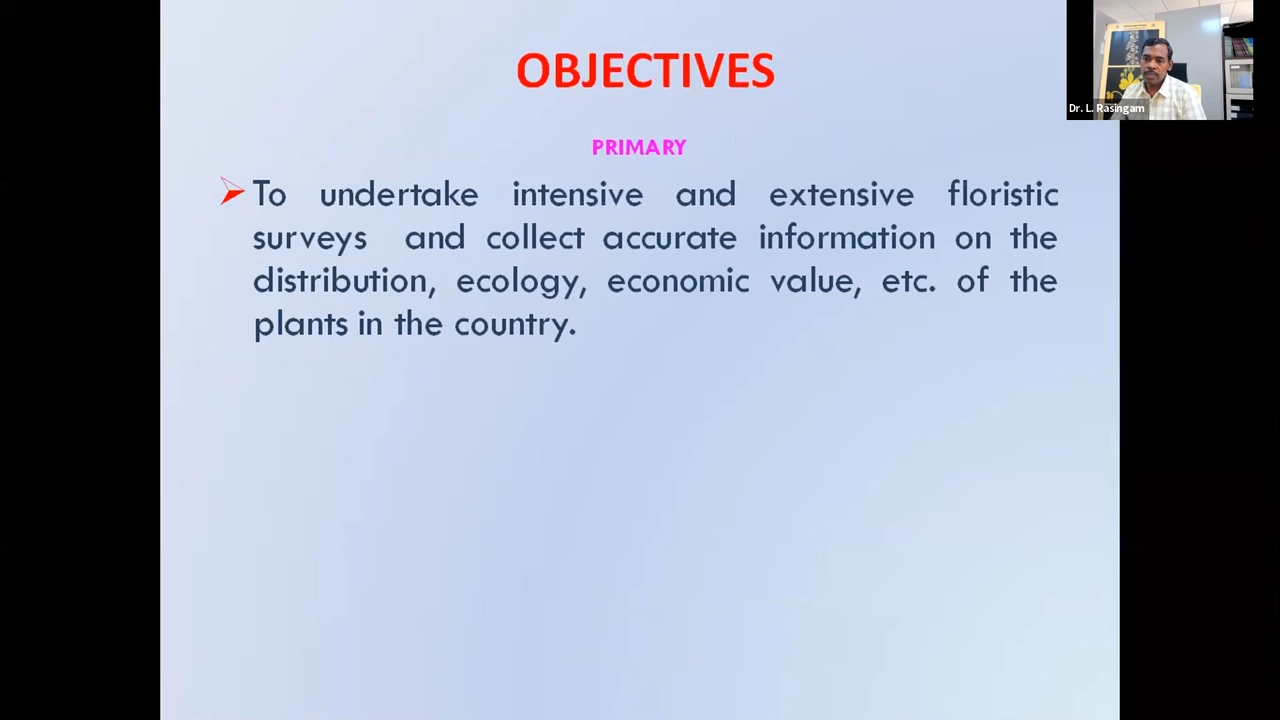 OBJECTIVES
Dr. L. Rasingam
PRIMARY
To undertake intensive and extensive floristic
surveys and collect accurate information on the
distribution, ecology, economic value, etc. of the
plants in the country.